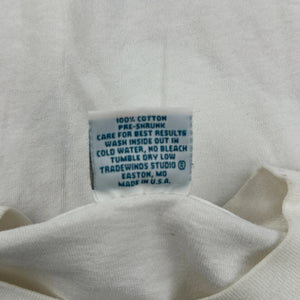 100% COTTON
PRE-SHRUNK
CARE FOR BEST RESULTS
WASH INSIDE OUT IN
COLD WATER, NO BLEACH
TUMBLE DRY LOW
TRADEWINDS STUDIO ®
EASTON, MD
MADE IN U.S.A.